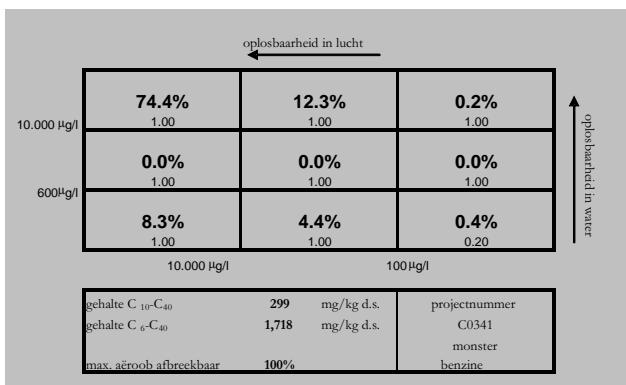 oplosbaarheid in lucht
74.4% 12.3% 0.2%
1.00 1.00 1.00
10.000 µg/l
0.0% 0.0% 0.0%
1.00 1.00 1.00
600µg/l
8.3% 4.4% 0.4%
1.00 1.00 0.20
10.000 µg/l 100µg/l
oplosbaarheid in water
gehalte C 10-C40 299 mg/kg d.s. projectnummer
gehalte C 6-C40 1,718 mg/kg d.s. C0341
monster
max. aëroob afbreekbaar 100% benzine